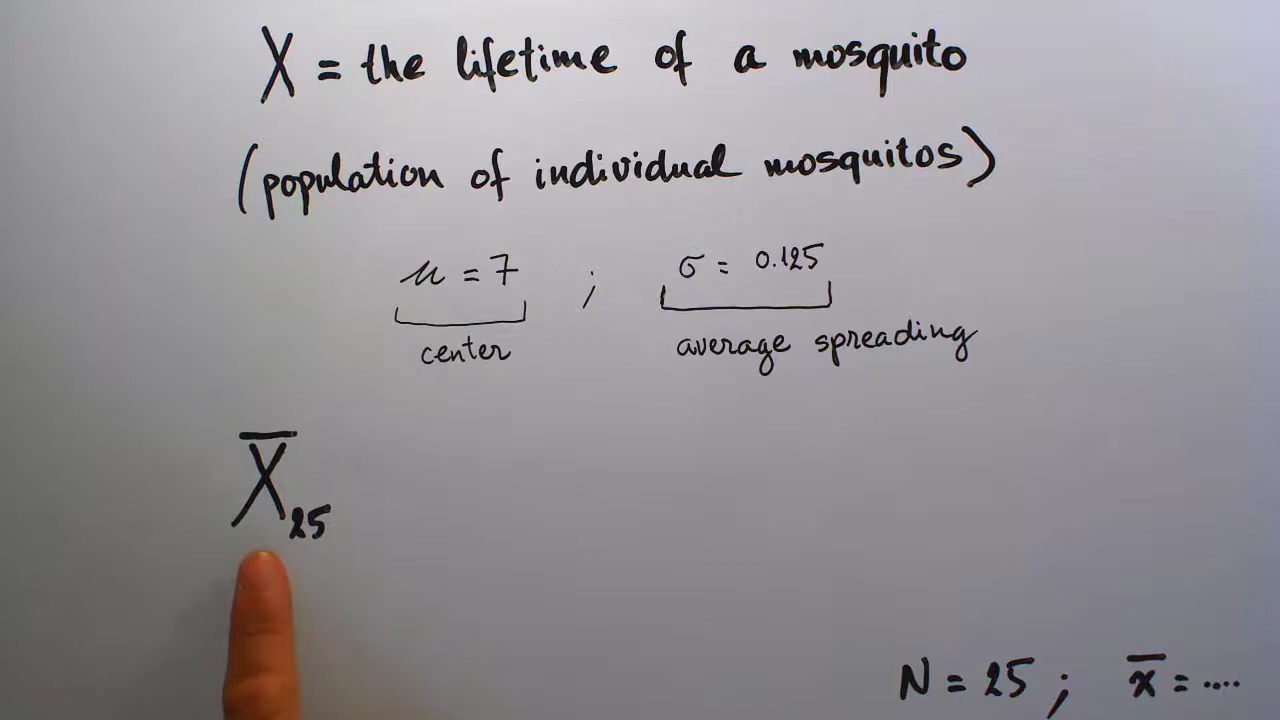 X = the lifetime of a mosquito
(population of individual mosquitos)
μ = 7 ; σ = 0.125
center average spreading
X̅₂₅
N = 25 ; x̅ = ....